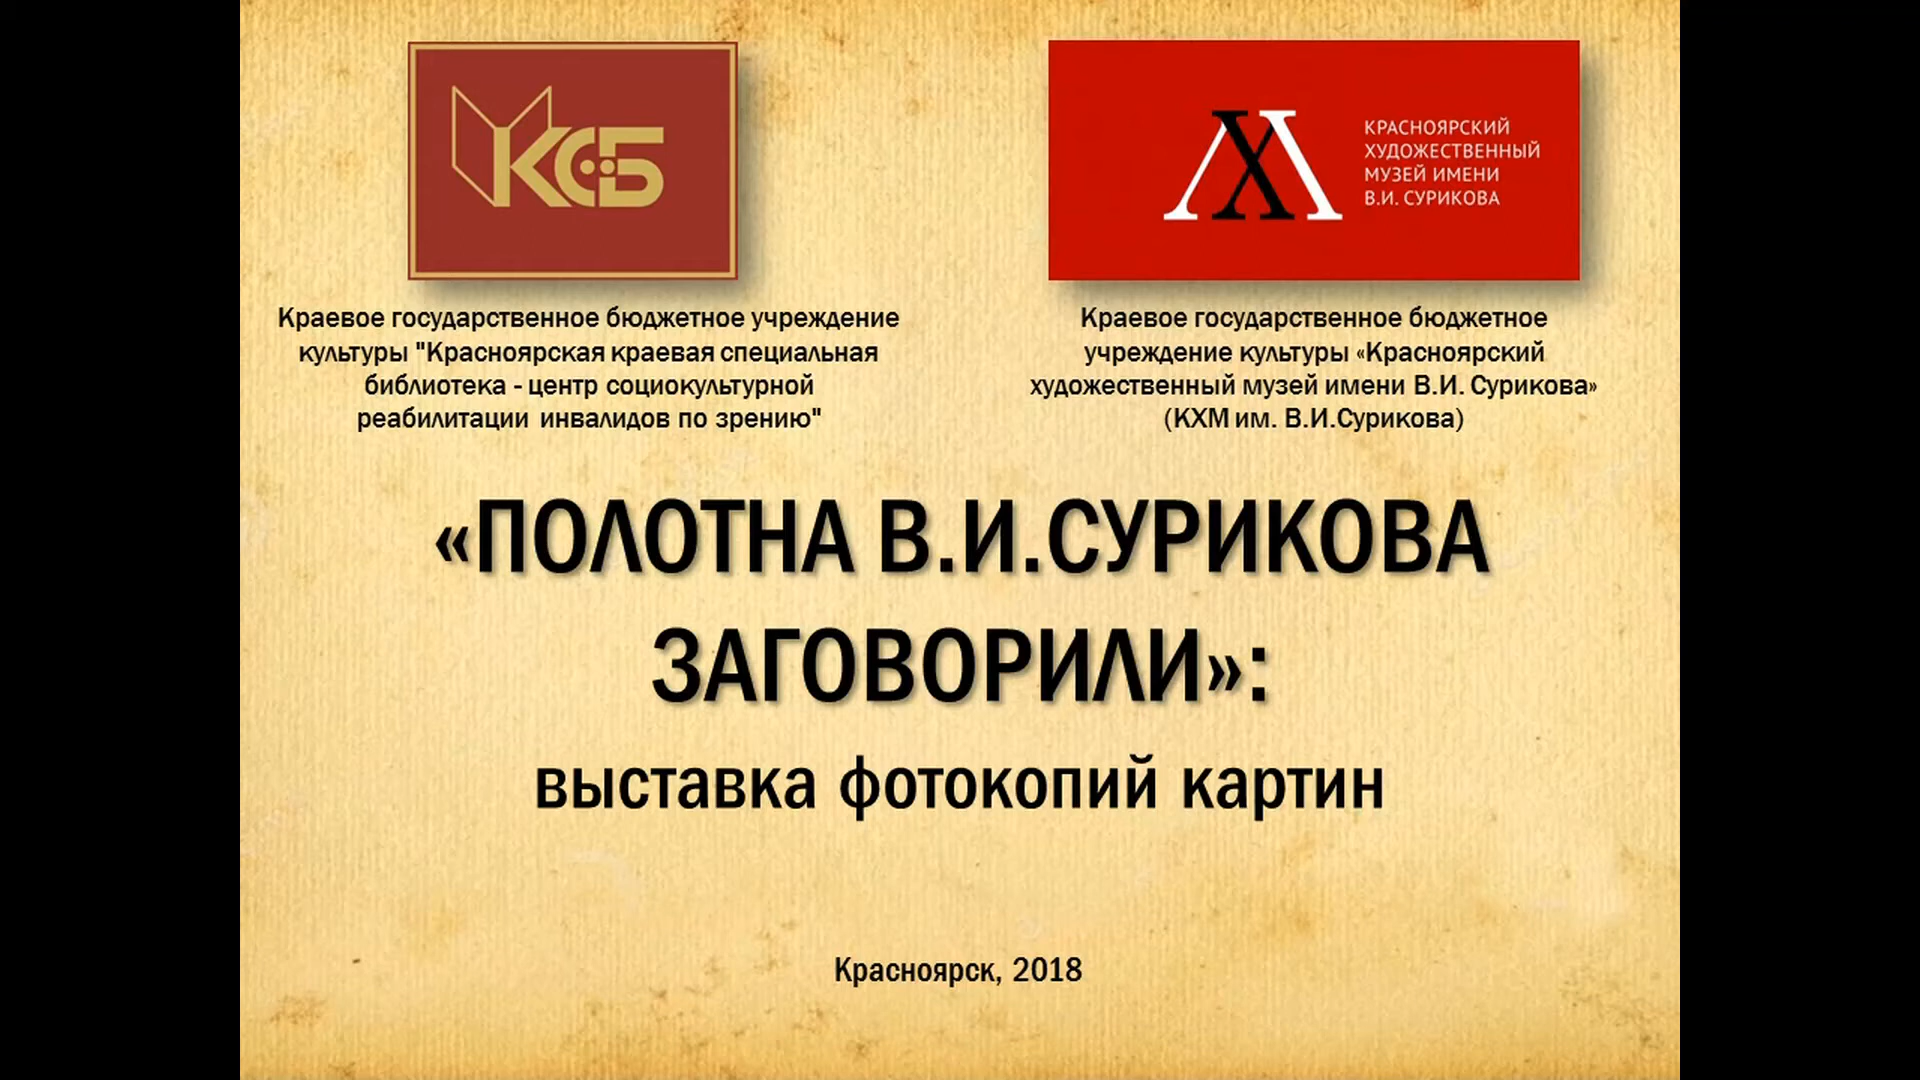 КСБ
ХМ
КРАСНОЯРСКИЙ
ХУДОЖЕСТВЕННЫЙ
МУЗЕЙ ИМЕНИ
В.И. СУРИКОВА
Краевое государственное бюджетное учреждение
культуры "Красноярская краевая специальная
библиотека - центр социокультурной
реабилитации инвалидов по зрению"
Краевое государственное бюджетное
учреждение культуры «Красноярский
художественный музей имени В.И. Сурикова»
(КХМ им. В.И.Сурикова)
«ПОЛОТНА В.И.СУРИКОВА
ЗАГОВОРИЛИ»:
выставка фотокопий картин
Красноярск, 2018